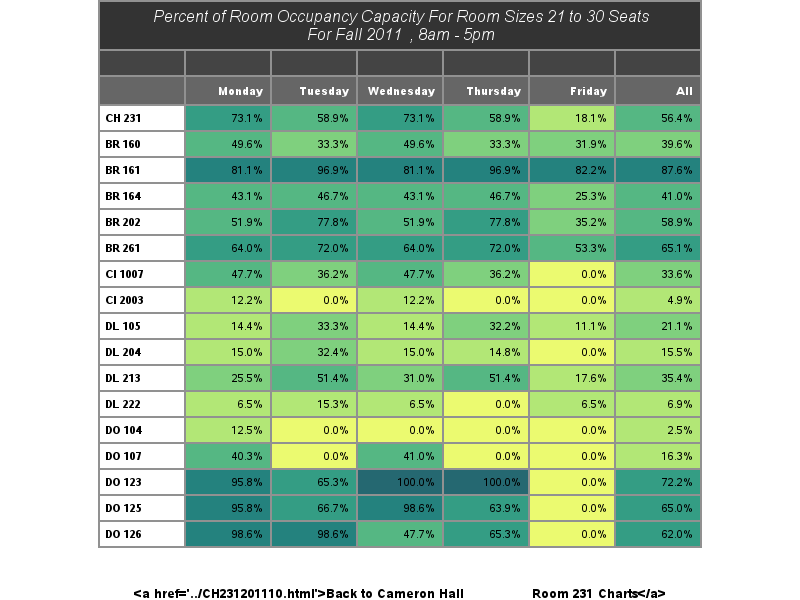 Percent of Room Occupancy Capacity For Room Sizes 21 to 30 Seats
For Fall 2011 , 8am - 5pm
Monday Tuesday Wednesday Thursday Friday All
CH 231 73.1% 58.9% 73.1% 58.9% 18.1% 56.4%
BR 160 49.6% 33.3% 49.6% 33.3% 31.9% 39.6%
BR 161 81.1% 96.9% 81.1% 96.9% 82.2% 87.6%
BR 164 43.1% 46.7% 43.1% 46.7% 25.3% 41.0%
BR 202 51.9% 77.8% 51.9% 77.8% 35.2% 58.9%
BR 261 64.0% 72.0% 64.0% 72.0% 53.3% 65.1%
CI 1007 47.7% 36.2% 47.7% 36.2% 0.0% 33.6%
CI 2003 12.2% 0.0% 12.2% 0.0% 0.0% 4.9%
DL 105 14.4% 33.3% 14.4% 32.2% 11.1% 21.1%
DL 204 15.0% 32.4% 15.0% 14.8% 0.0% 15.5%
DL 213 25.5% 51.4% 31.0% 51.4% 17.6% 35.4%
DL 222 6.5% 15.3% 6.5% 0.0% 6.5% 6.9%
DO 104 12.5% 0.0% 0.0% 0.0% 0.0% 2.5%
DO 107 40.3% 0.0% 41.0% 0.0% 0.0% 16.3%
DO 123 95.8% 65.3% 100.0% 100.0% 0.0% 72.2%
DO 125 95.8% 66.7% 98.6% 63.9% 0.0% 65.0%
DO 126 98.6% 98.6% 47.7% 65.3% 0.0% 62.0%
<a href='../CH231201110.html'>Back to Cameron Hall Room 231 Charts</a>